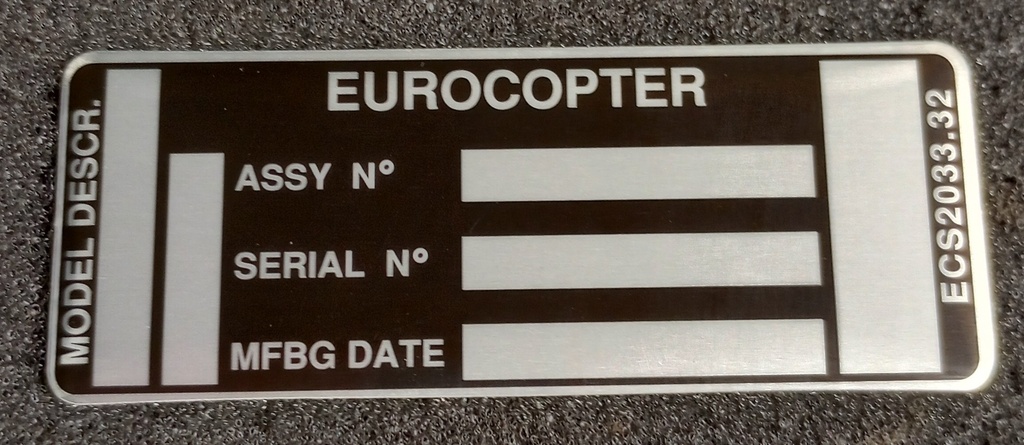 EUROCOPTER
MODEL DESCR.
ASSY N°
SERIAL N°
MFBG DATE
ECS2033.32